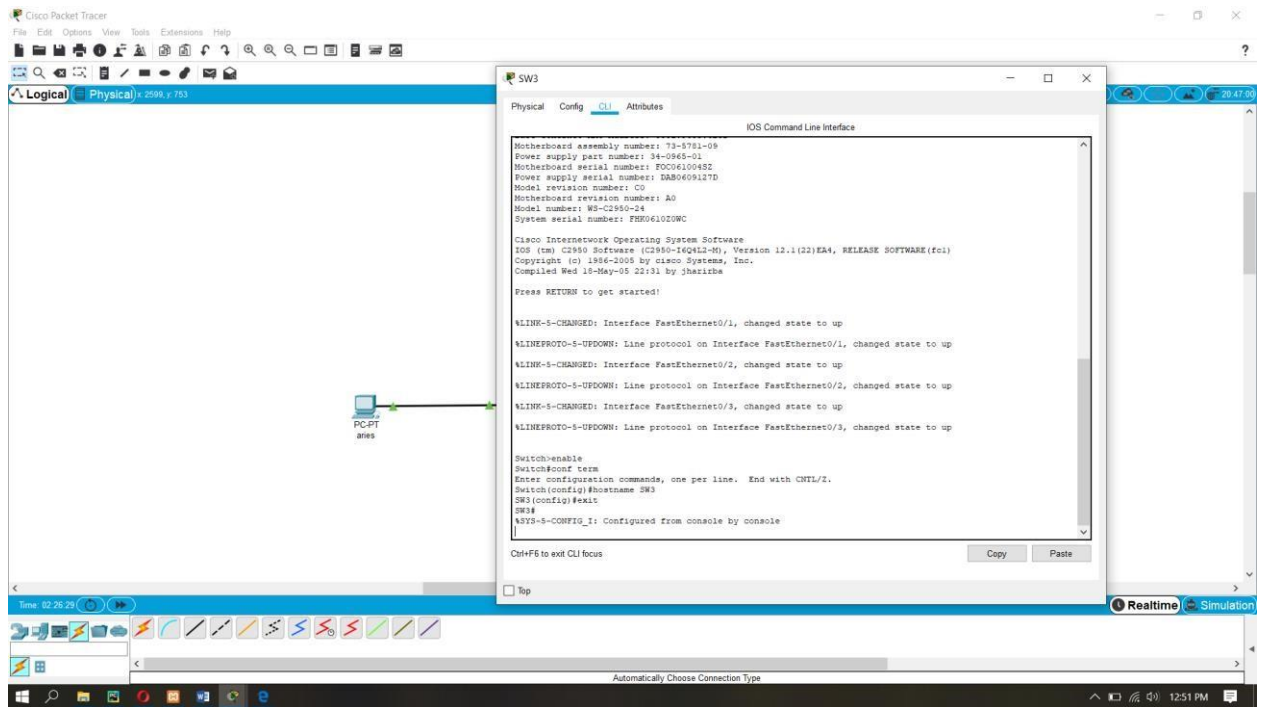 Cisco Packet Tracer
File Edit Options View Tools Extensions Help
?
Logical Physical x: 2599, y: 753
20:47:00
PC-PT
aries
SW3
Physical Config CLI Attributes
IOS Command Line Interface
Motherboard assembly number: 73-5781-09
Power supply part number: 34-0965-01
Motherboard serial number: FOC061004SZ
Power supply serial number: DAB0609127D
Model revision number: C0
Motherboard revision number: A0
Model number: WS-C2950-24
System serial number: FHK0610Z0WC
Cisco Internetwork Operating System Software
IOS (tm) C2950 Software (C2950-I6Q4L2-M), Version 12.1(22)EA4, RELEASE SOFTWARE(fc1)
Copyright (c) 1986-2005 by cisco Systems, Inc.
Compiled Wed 18-May-05 22:31 by jharirba
Press RETURN to get started!
%LINK-5-CHANGED: Interface FastEthernet0/1, changed state to up
%LINEPROTO-5-UPDOWN: Line protocol on Interface FastEthernet0/1, changed state to up
%LINK-5-CHANGED: Interface FastEthernet0/2, changed state to up
%LINEPROTO-5-UPDOWN: Line protocol on Interface FastEthernet0/2, changed state to up
%LINK-5-CHANGED: Interface FastEthernet0/3, changed state to up
%LINEPROTO-5-UPDOWN: Line protocol on Interface FastEthernet0/3, changed state to up
Switch>enable
Switch#conf term
Enter configuration commands, one per line. End with CNTL/Z.
Switch(config)#hostname SW3
SW3(config)#exit
SW3#
%SYS-5-CONFIG_I: Configured from console by console
Ctrl+F6 to exit CLI focus
Copy Paste
Top
Time: 02:26:29
Realtime Simulation
Automatically Choose Connection Type
12:51 PM